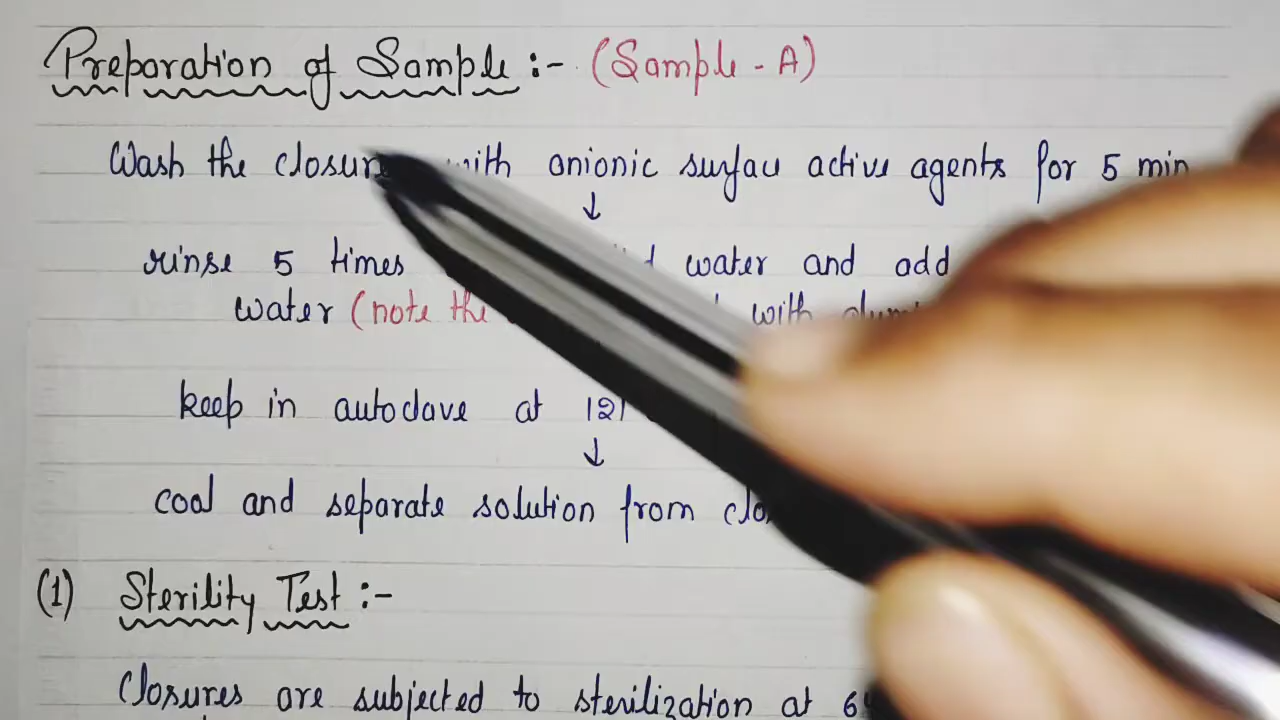 Preparation of Sample :- (Sample - A)
Wash the closures with anionic surface active agents for 5 min
↓
rinse 5 times water and add
water (note the with
keep in autoclave at 121
↓
cool and separate solution from
(1) Sterility Test :-
Closures are subjected to sterilization at